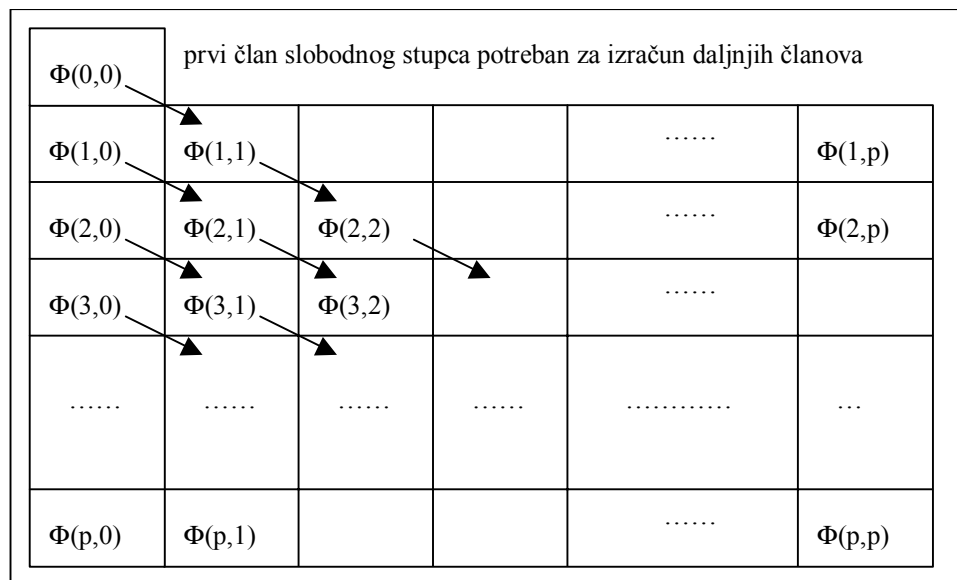 prvi član slobodnog stupca potreban za izračun daljnjih članova
Φ(0,0)
Φ(1,0) Φ(1,1) ...... Φ(1,p)
Φ(2,0) Φ(2,1) Φ(2,2) ...... Φ(2,p)
Φ(3,0) Φ(3,1) Φ(3,2) ......
...... ...... ...... ...... ............ ...
Φ(p,0) Φ(p,1) ...... Φ(p,p)